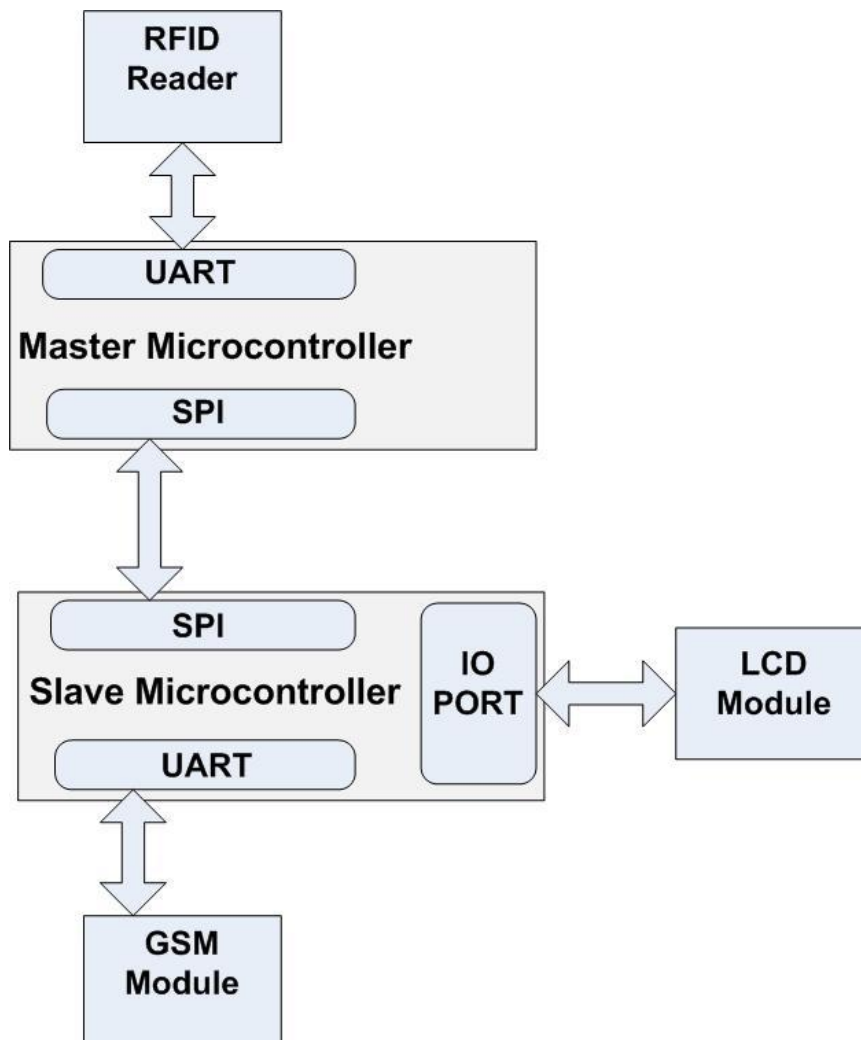 RFID
Reader
UART
Master Microcontroller
SPI
SPI
Slave Microcontroller
UART
IO
PORT
LCD
Module
GSM
Module